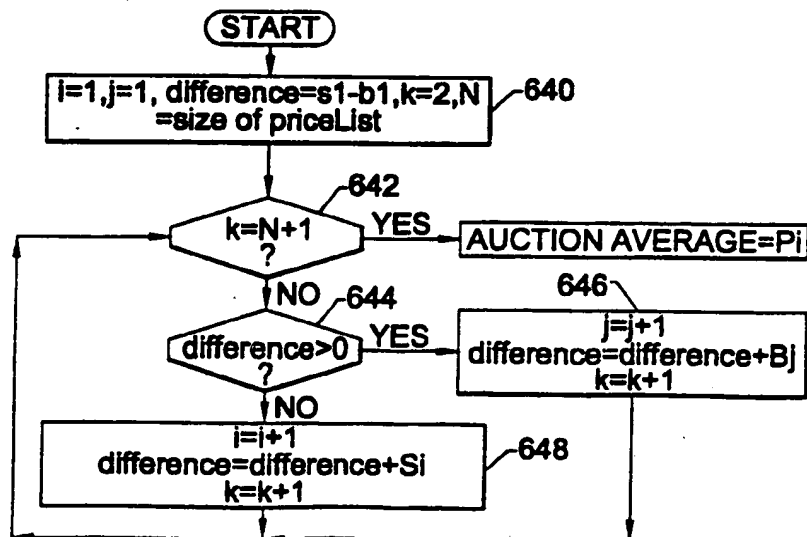 START
i=1,j=1, difference=s1-b1,k=2,N
=size of priceList
640
642
k=N+1
?
YES
AUCTION AVERAGE=Pi
NO
644
646
difference>0
?
YES
j=j+1
difference=difference+Bj
k=k+1
NO
i=i+1
difference=difference+Si
k=k+1
648